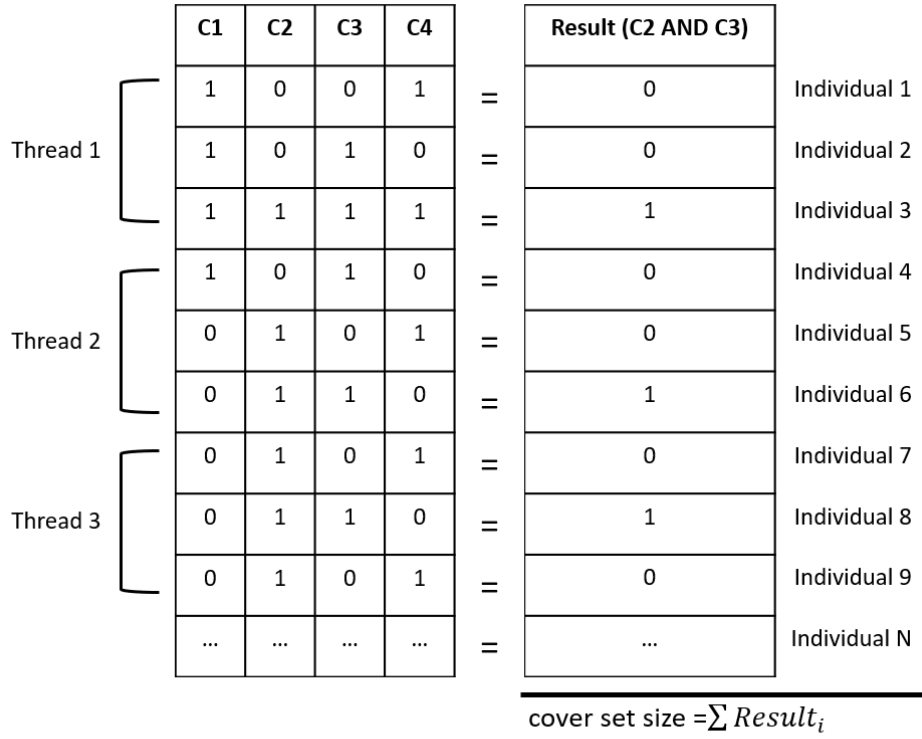 C1 C2 C3 C4 Result (C2 AND C3)
1 0 0 1 = 0 Individual 1
Thread 1 1 0 1 0 = 0 Individual 2
1 1 1 1 = 1 Individual 3
1 0 1 0 = 0 Individual 4
Thread 2 0 1 0 1 = 0 Individual 5
0 1 1 0 = 1 Individual 6
0 1 0 1 = 0 Individual 7
Thread 3 0 1 1 0 = 1 Individual 8
0 1 0 1 = 0 Individual 9
... ... ... ... = ... Individual N
cover set size =∑ Resultᵢ